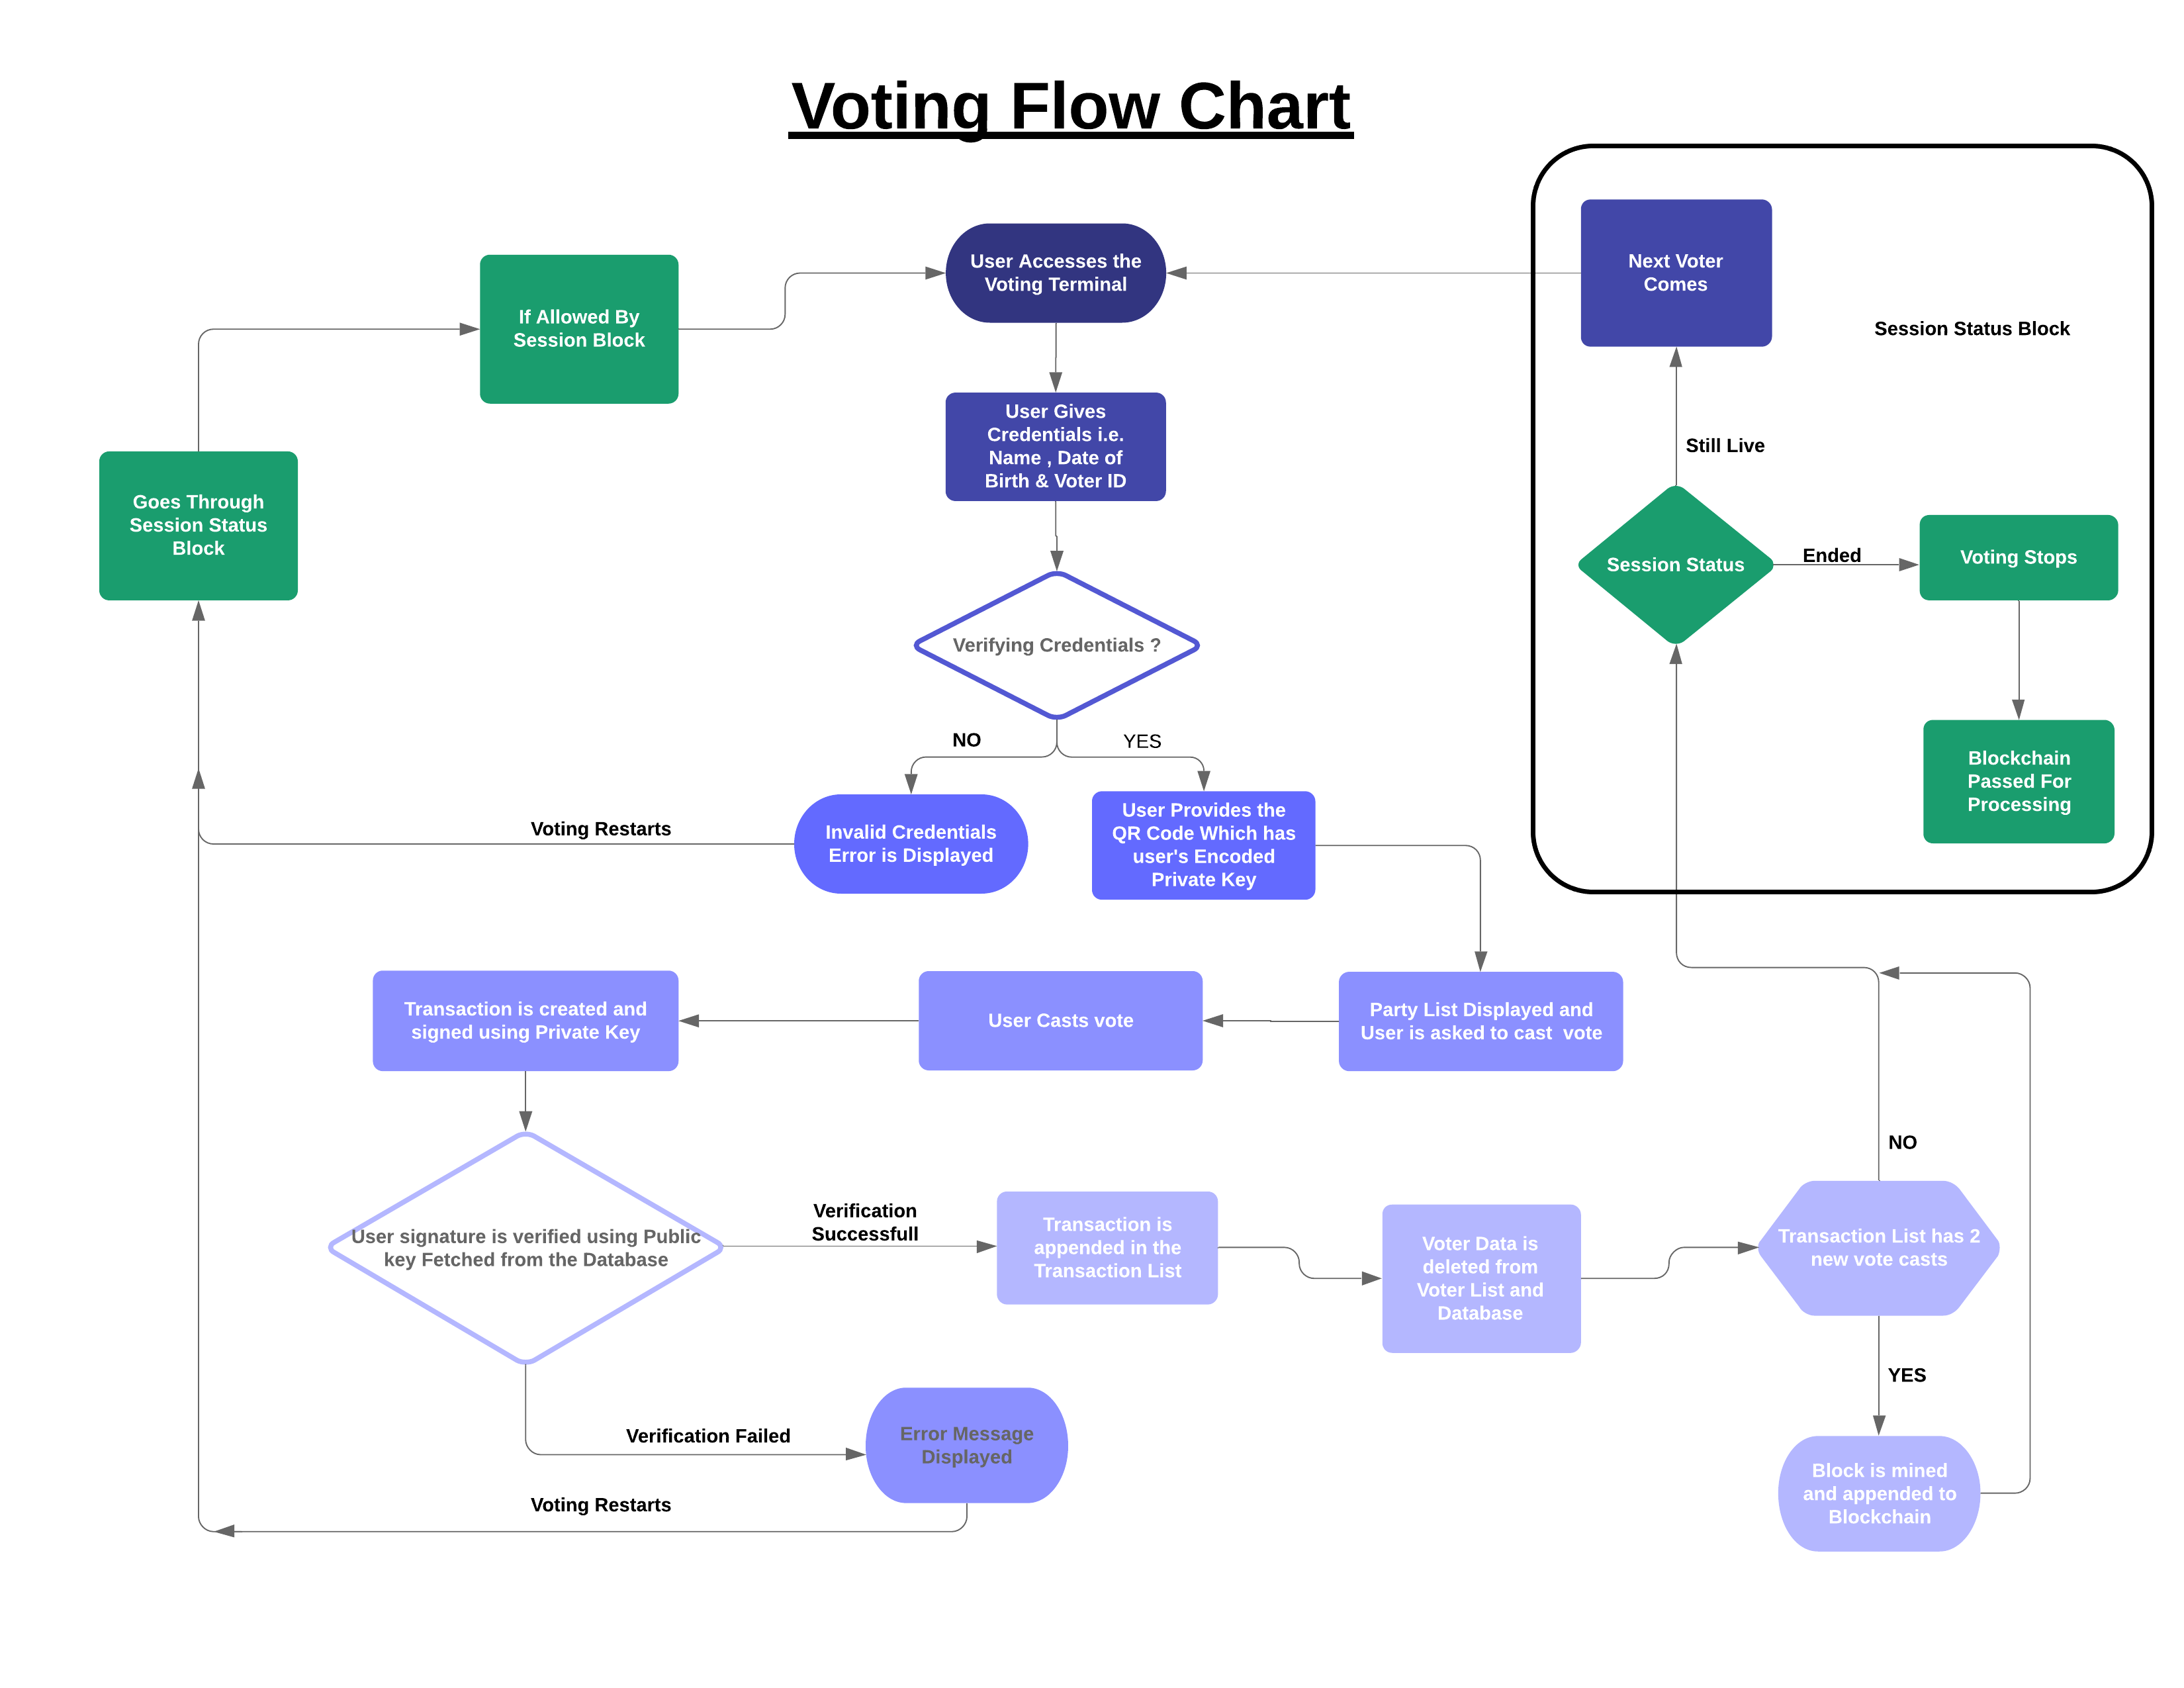 Voting Flow Chart
User Accesses the
Voting Terminal
Next Voter
Comes
If Allowed By
Session Block
Session Status Block
User Gives
Credentials i.e.
Name , Date of
Birth & Voter ID
Still Live
Goes Through
Session Status
Block
Session Status
Ended
Voting Stops
Verifying Credentials ?
NO
YES
Blockchain
Passed For
Processing
Voting Restarts
Invalid Credentials
Error is Displayed
User Provides the
QR Code Which has
user's Encoded
Private Key
Transaction is created and
signed using Private Key
User Casts vote
Party List Displayed and
User is asked to cast  vote
NO
User signature is verified using Public
key Fetched from the Database
Verification
Successfull
Transaction is
appended in the
Transaction List
Voter Data is
deleted from
Voter List and
Database
Transaction List has 2
new vote casts
YES
Verification Failed
Error Message
Displayed
Voting Restarts
Block is mined
and appended to
Blockchain